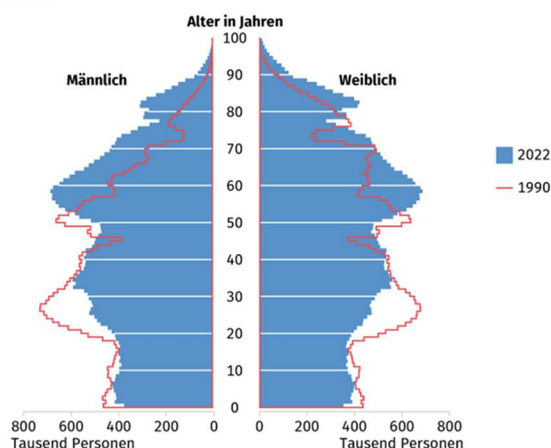 Alter in Jahren
100
Männlich
Weiblich
90
80
70
60
50
40
30
20
10
0
2022
1990
800 600 400 200 0
0 200 400 600 800
Tausend Personen
Tausend Personen